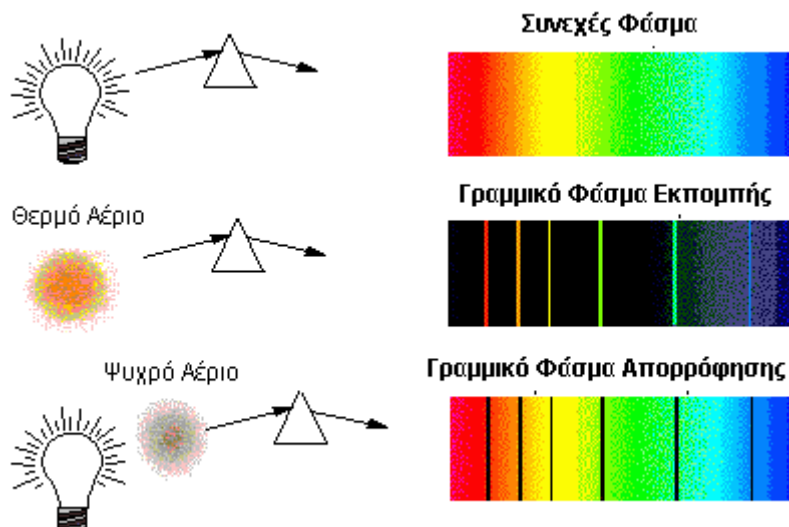 Συνεχές Φάσμα
Γραμμικό Φάσμα Εκπομπής
Θερμό Αέριο
Ψυχρό Αέριο
Γραμμικό Φάσμα Απορρόφησης